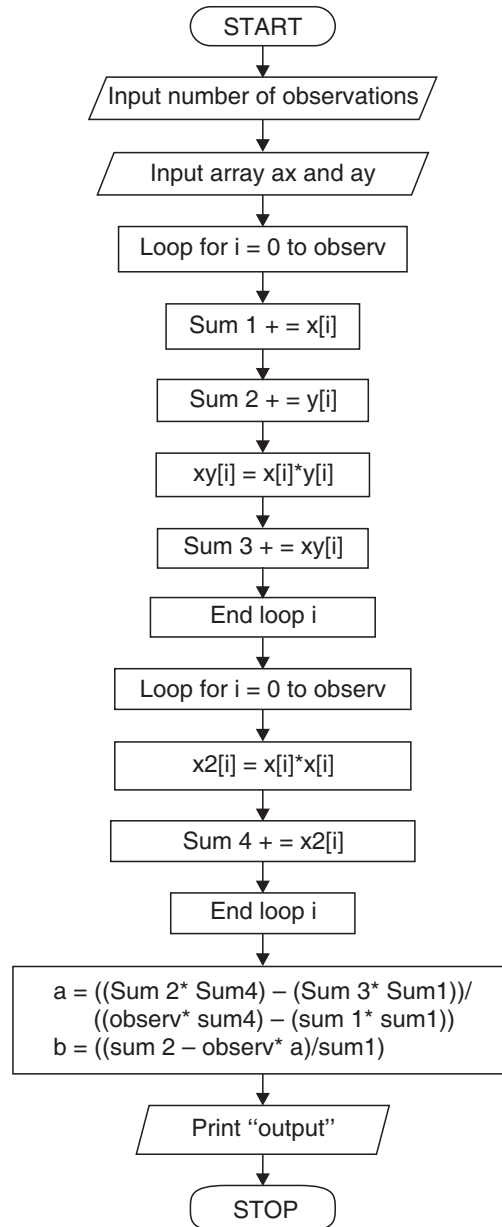 START
Input number of observations
Input array ax and ay
Loop for i = 0 to observ
Sum 1 + = x[i]
Sum 2 + = y[i]
xy[i] = x[i]*y[i]
Sum 3 + = xy[i]
End loop i
Loop for i = 0 to observ
x2[i] = x[i]*x[i]
Sum 4 + = x2[i]
End loop i
a = ((Sum 2* Sum4) – (Sum 3* Sum1))/
((observ* sum4) – (sum 1* sum1))
b = ((sum 2 – observ* a)/sum1)
Print ‘‘output’’
STOP